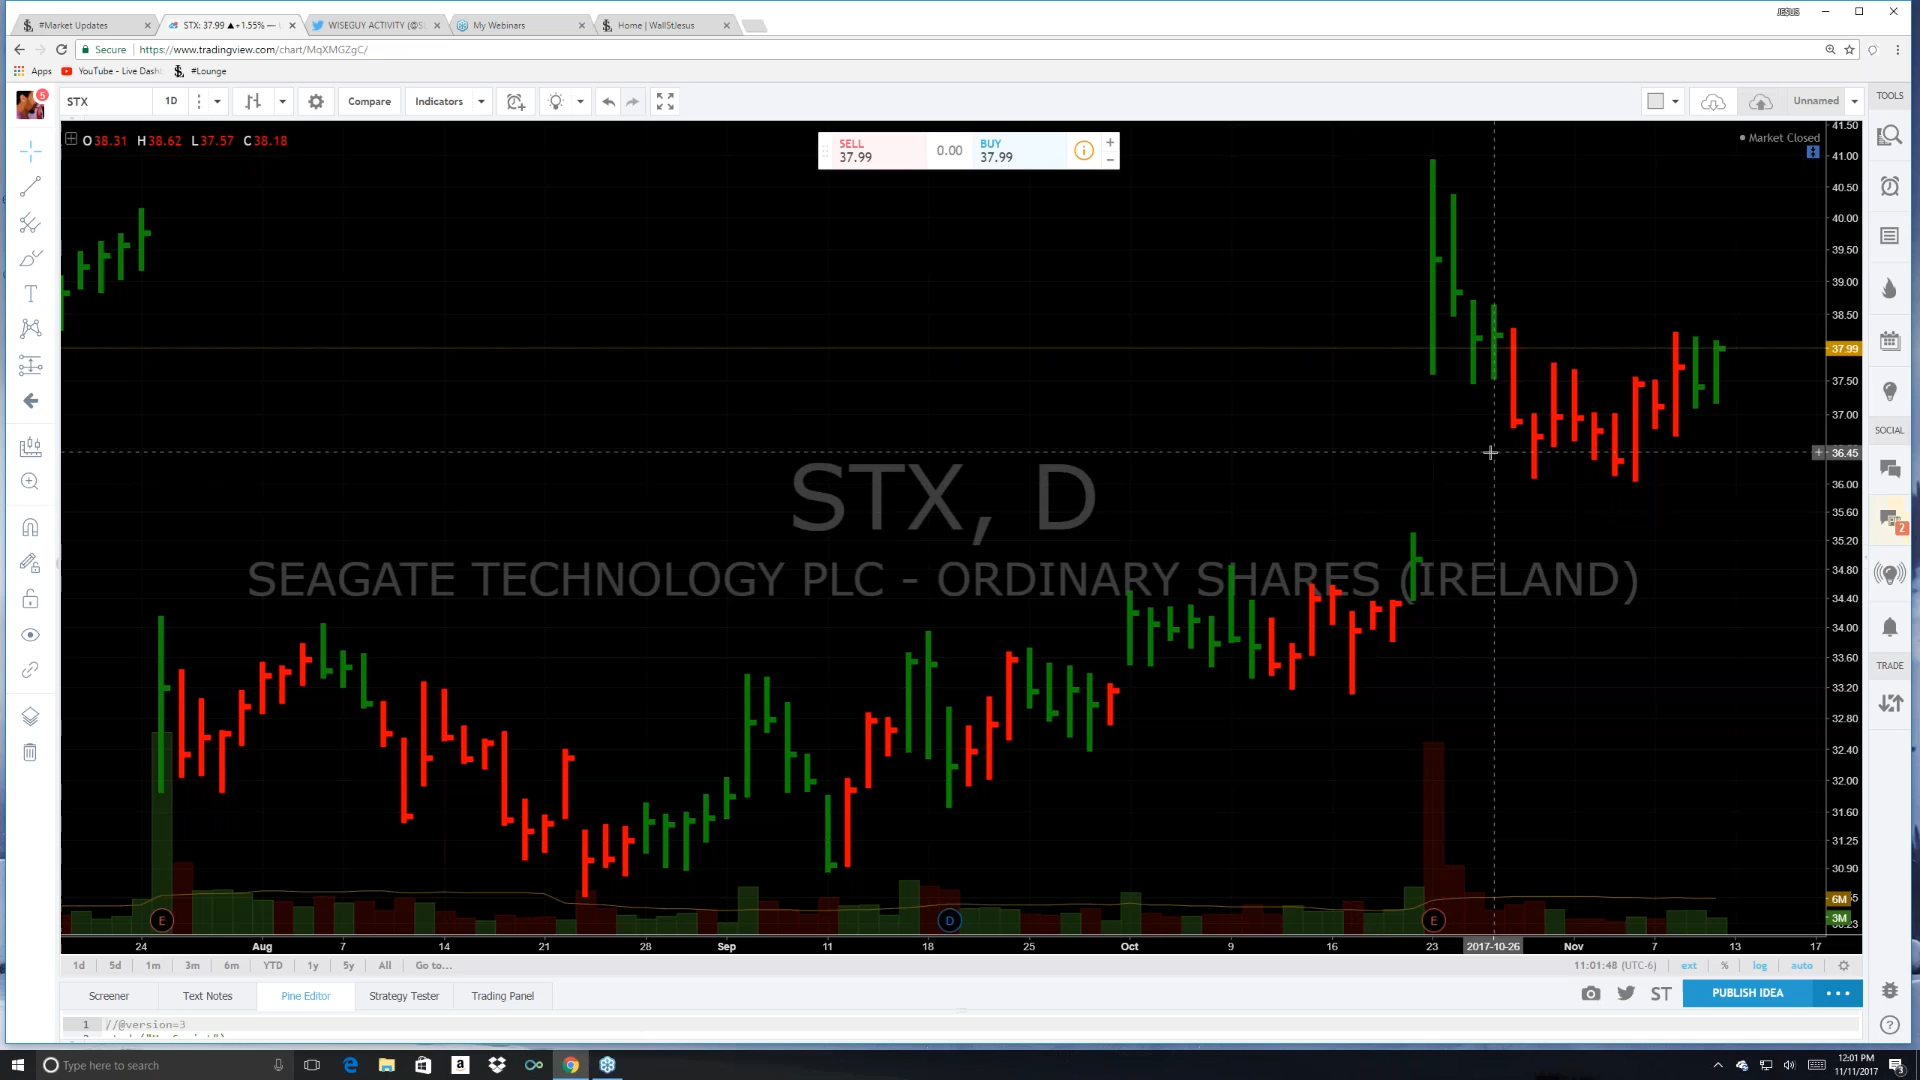 JESUS
#Market Updates
STX: 37.99 ▲+1.55% —
WISEGUY ACTIVITY (@S
My Webinars
Home | WallStJesus
Secure | https://www.tradingview.com/chart/MqXMGZgC/
Apps
YouTube - Live Dash
#Lounge
5
STX
1D
Compare
Indicators
Unnamed
TOOLS
O38.31 H38.62 L37.57 C38.18
SELL
37.99
0.00
BUY
37.99
Market Closed
41.50
41.00
40.50
40.00
39.50
39.00
38.50
37.99
37.50
37.00
36.45
36.00
35.60
35.20
34.80
34.40
34.00
33.60
33.20
32.80
32.40
32.00
31.60
31.25
30.90
6M
3M
SOCIAL
2
TRADE
STX, D
SEAGATE TECHNOLOGY PLC - ORDINARY SHARES (IRELAND)
E
D
E
24 Aug 7 14 21 28 Sep 11 18 25 Oct 9 16 23 2017-10-26 Nov 7 13 17
1d 5d 1m 3m 6m YTD 1y 5y All Go to...
11:01:48 (UTC-6) ext % log auto
Screener
Text Notes
Pine Editor
Strategy Tester
Trading Panel
ST
PUBLISH IDEA
1 //@version=3
Type here to search
12:01 PM
11/11/2017
3